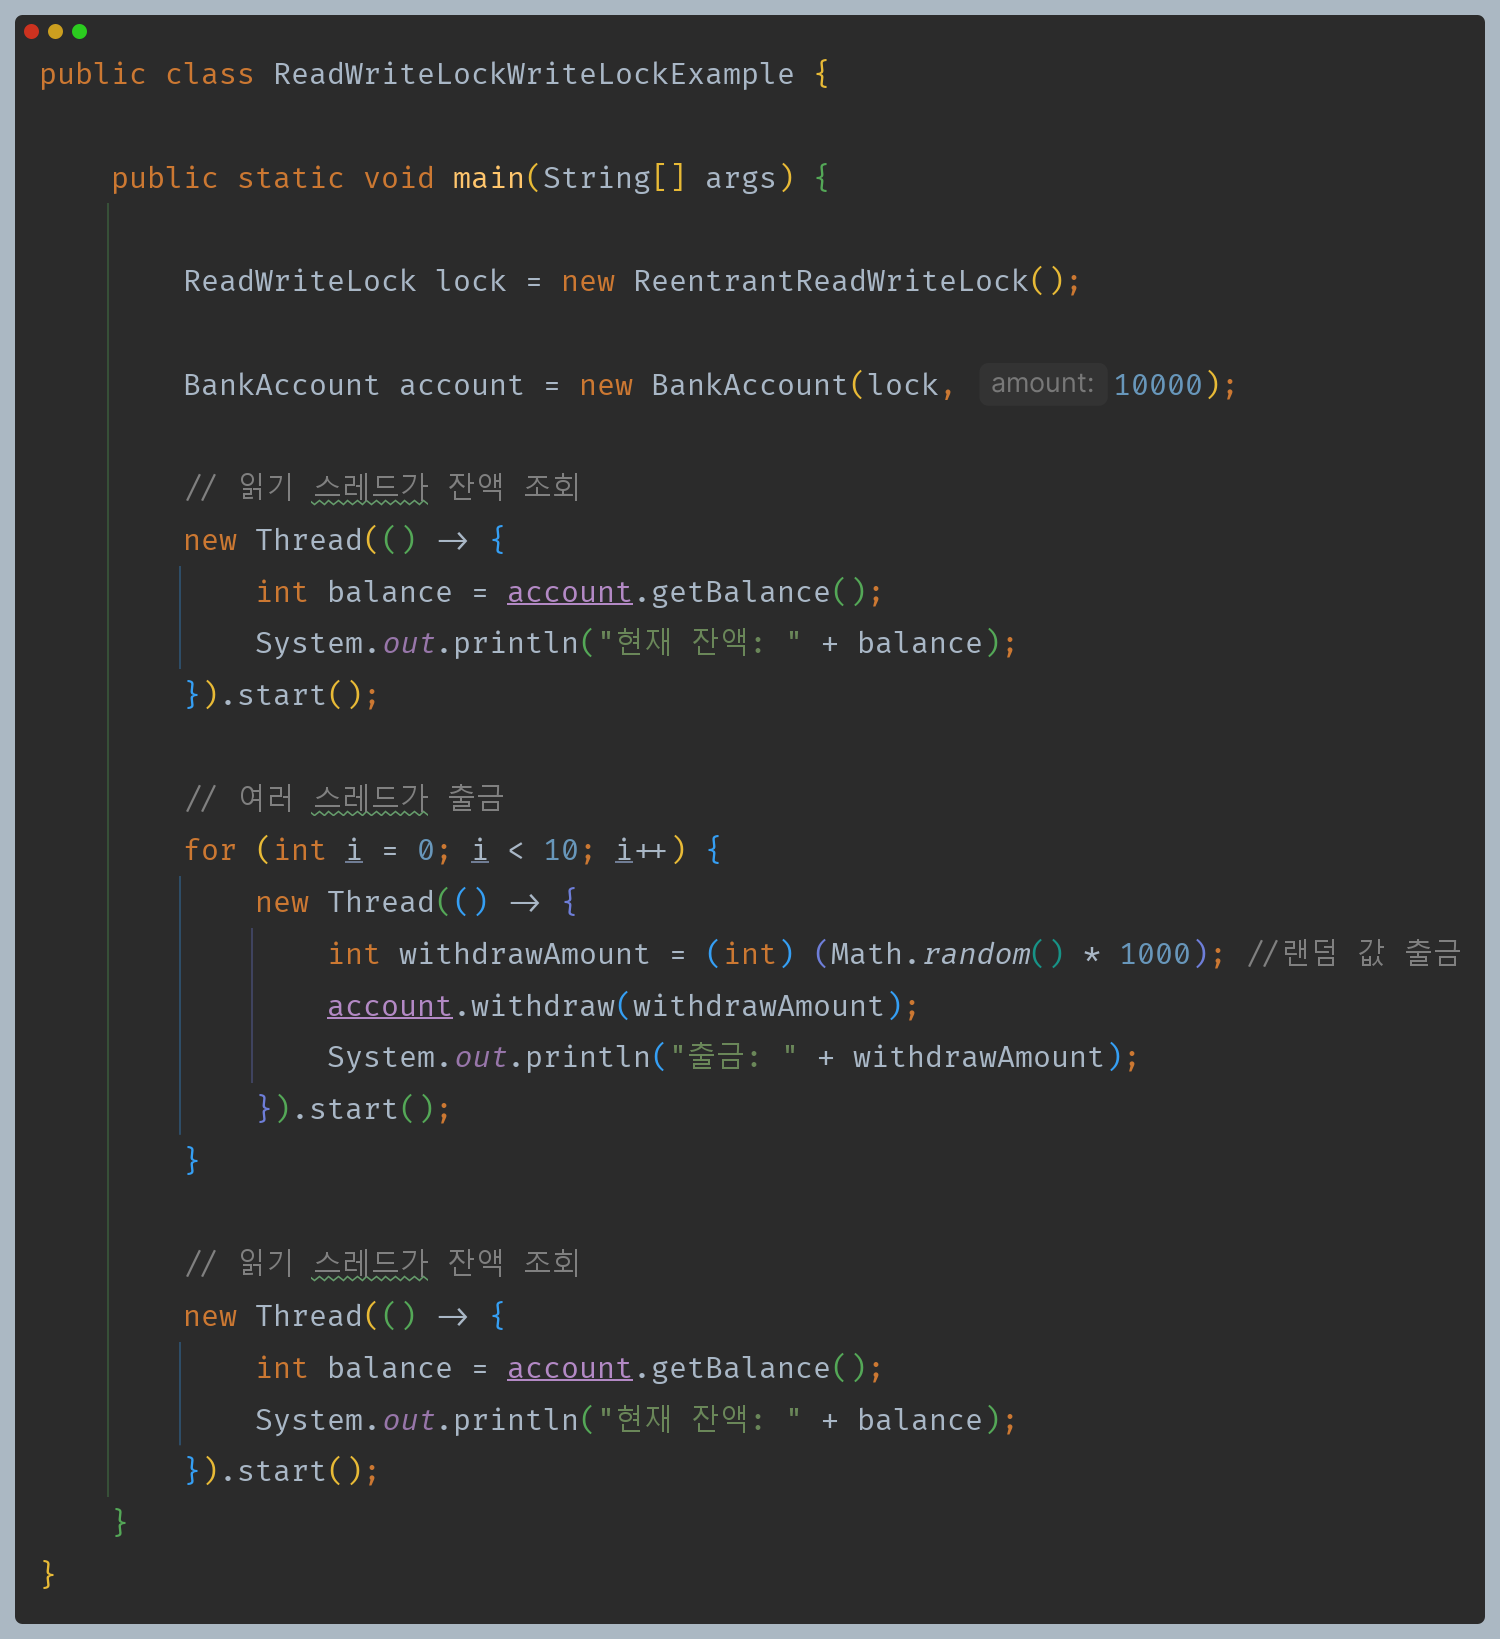 public class ReadWriteLockWriteLockExample {
public static void main(String[] args) {
ReadWriteLock lock = new ReentrantReadWriteLock();
BankAccount account = new BankAccount(lock, amount: 10000);
// 읽기 스레드가 잔액 조회
new Thread(() -> {
int balance = account.getBalance();
System.out.println("현재 잔액: " + balance);
}).start();
// 여러 스레드가 출금
for (int i = 0; i < 10; i++) {
new Thread(() -> {
int withdrawAmount = (int) (Math.random() * 1000); //랜덤 값 출금
account.withdraw(withdrawAmount);
System.out.println("출금: " + withdrawAmount);
}).start();
}
// 읽기 스레드가 잔액 조회
new Thread(() -> {
int balance = account.getBalance();
System.out.println("현재 잔액: " + balance);
}).start();
}
}